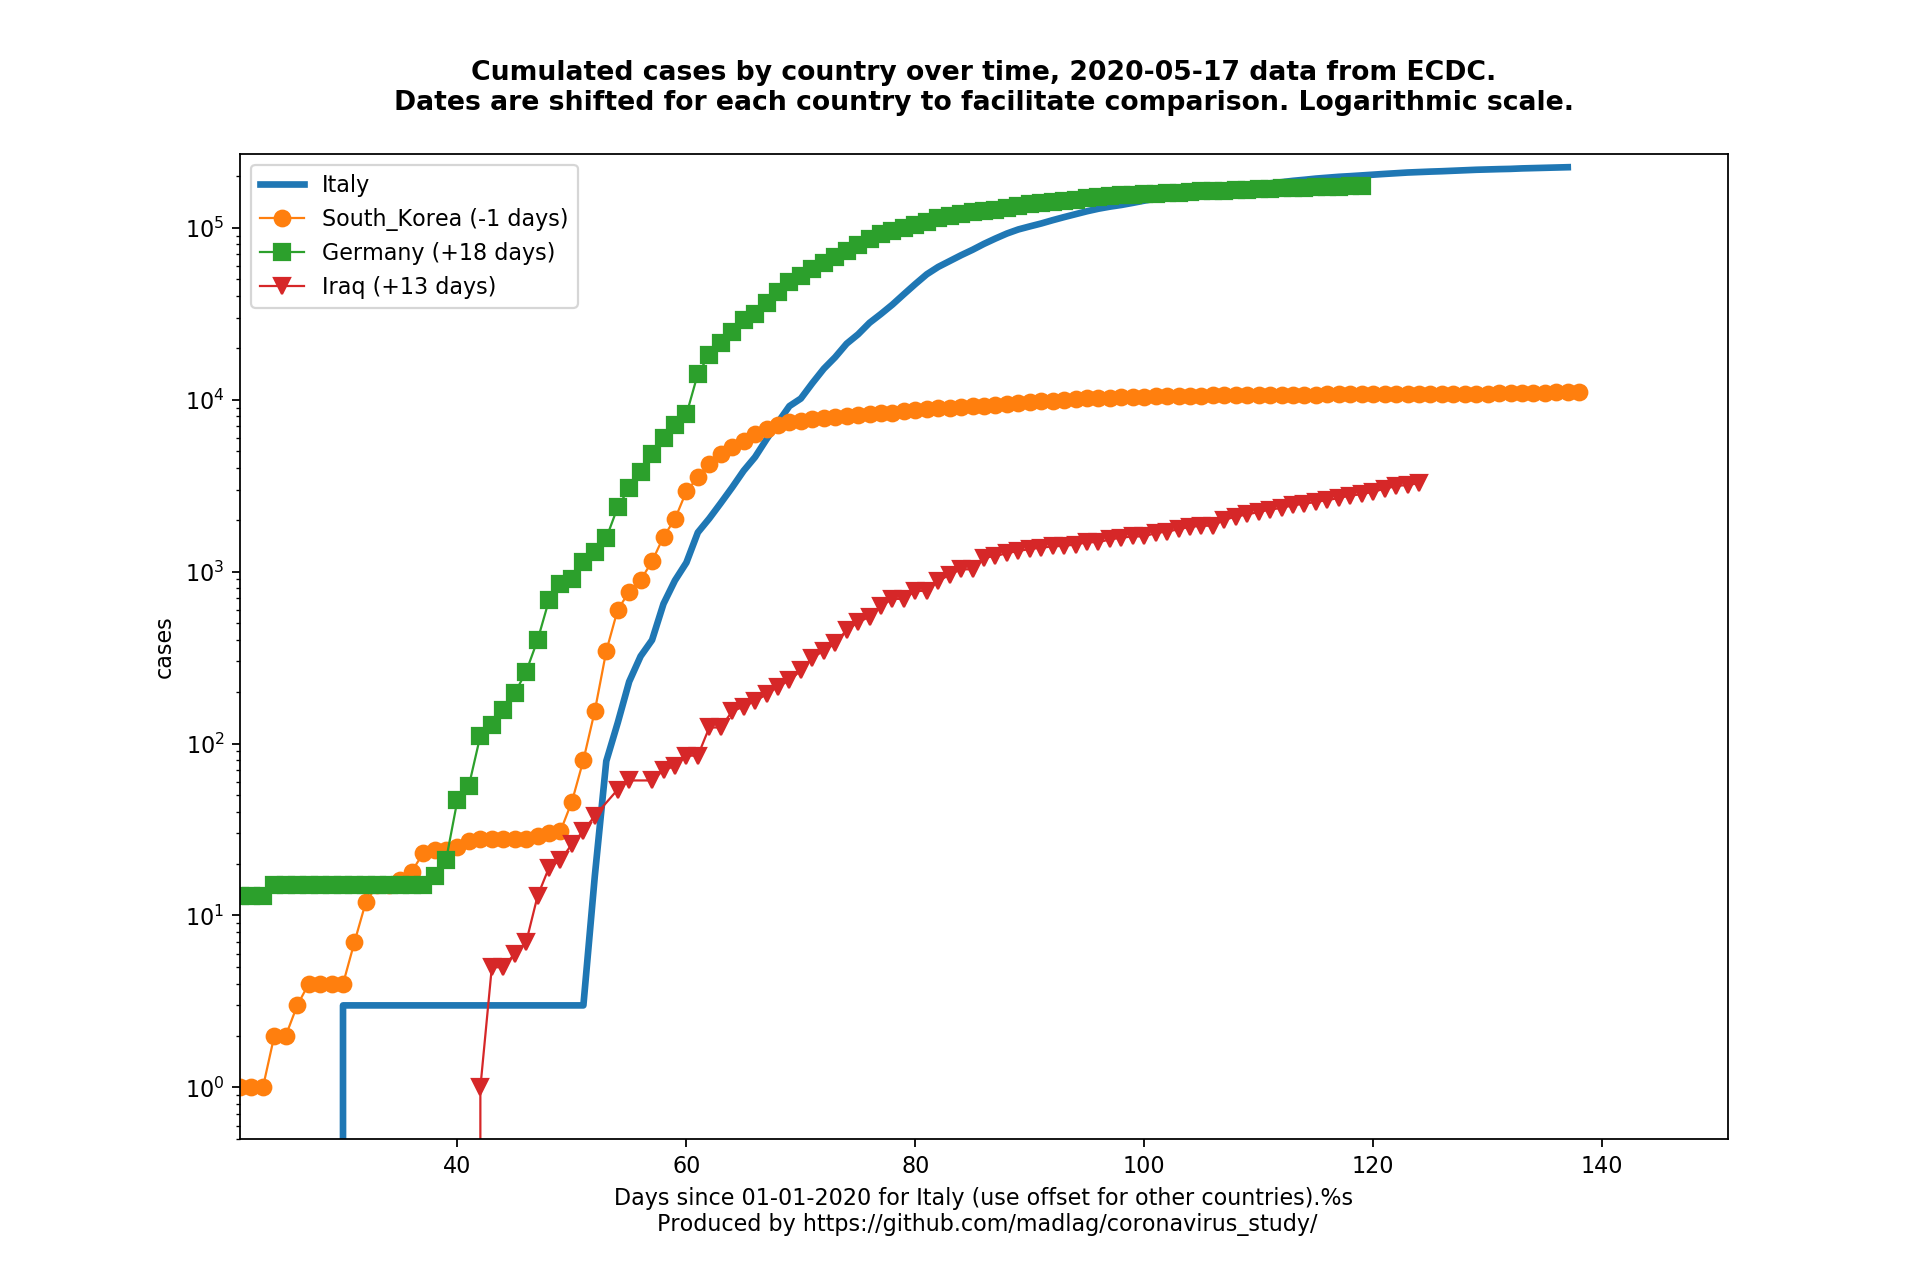 Cumulated cases by country over time, 2020-05-17 data from ECDC.
Dates are shifted for each country to facilitate comparison. Logarithmic scale.
Italy
South_Korea (-1 days)
Germany (+18 days)
Iraq (+13 days)
cases
10^5
10^4
10^3
10^2
10^1
10^0
40 60 80 100 120 140
Days since 01-01-2020 for Italy (use offset for other countries).%s
Produced by https://github.com/madlag/coronavirus_study/